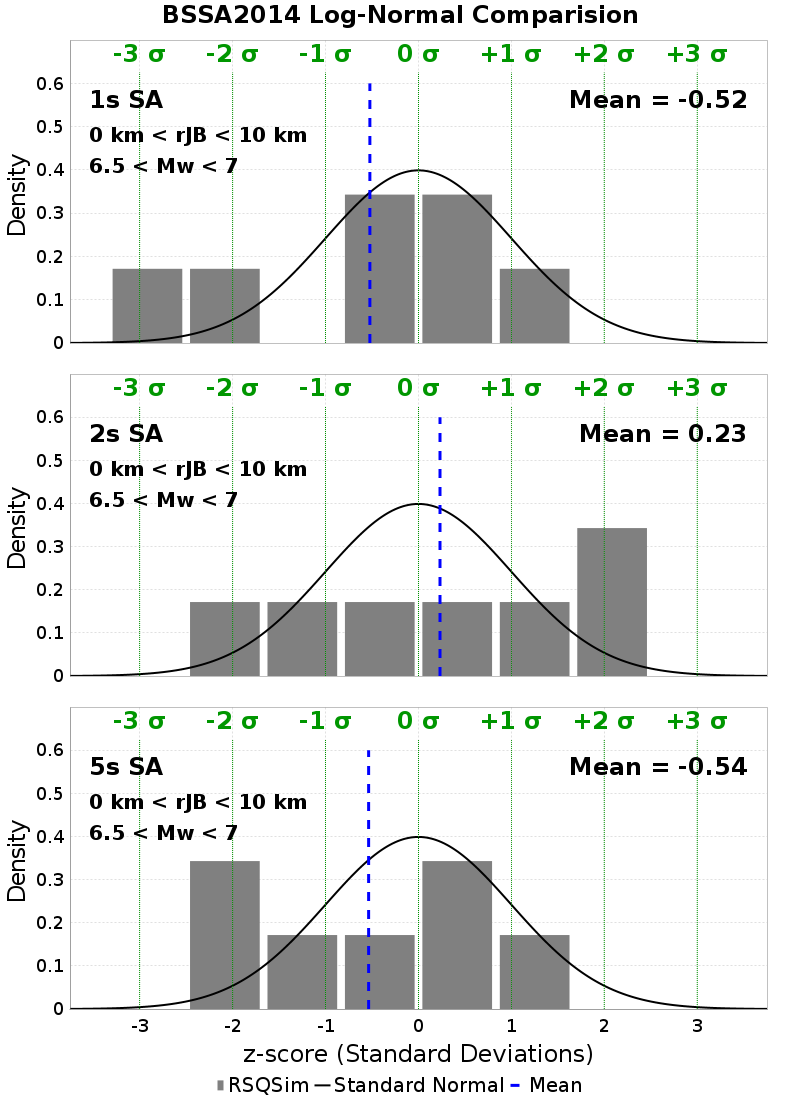 BSSA2014 Log-Normal Comparision
-3 σ -2 σ -1 σ 0 σ +1 σ +2 σ +3 σ
0.6
1s SA Mean = -0.52
0.5
0 km < rJB < 10 km
6.5 < Mw < 7
0.4
0.3
0.2
0.1
0
Density
-3 σ -2 σ -1 σ 0 σ +1 σ +2 σ +3 σ
0.6
2s SA Mean = 0.23
0.5
0 km < rJB < 10 km
6.5 < Mw < 7
0.4
0.3
0.2
0.1
0
Density
-3 σ -2 σ -1 σ 0 σ +1 σ +2 σ +3 σ
0.6
5s SA Mean = -0.54
0.5
0 km < rJB < 10 km
6.5 < Mw < 7
0.4
0.3
0.2
0.1
0
Density
-3 -2 -1 0 1 2 3
z-score (Standard Deviations)
RSQSim Standard Normal Mean